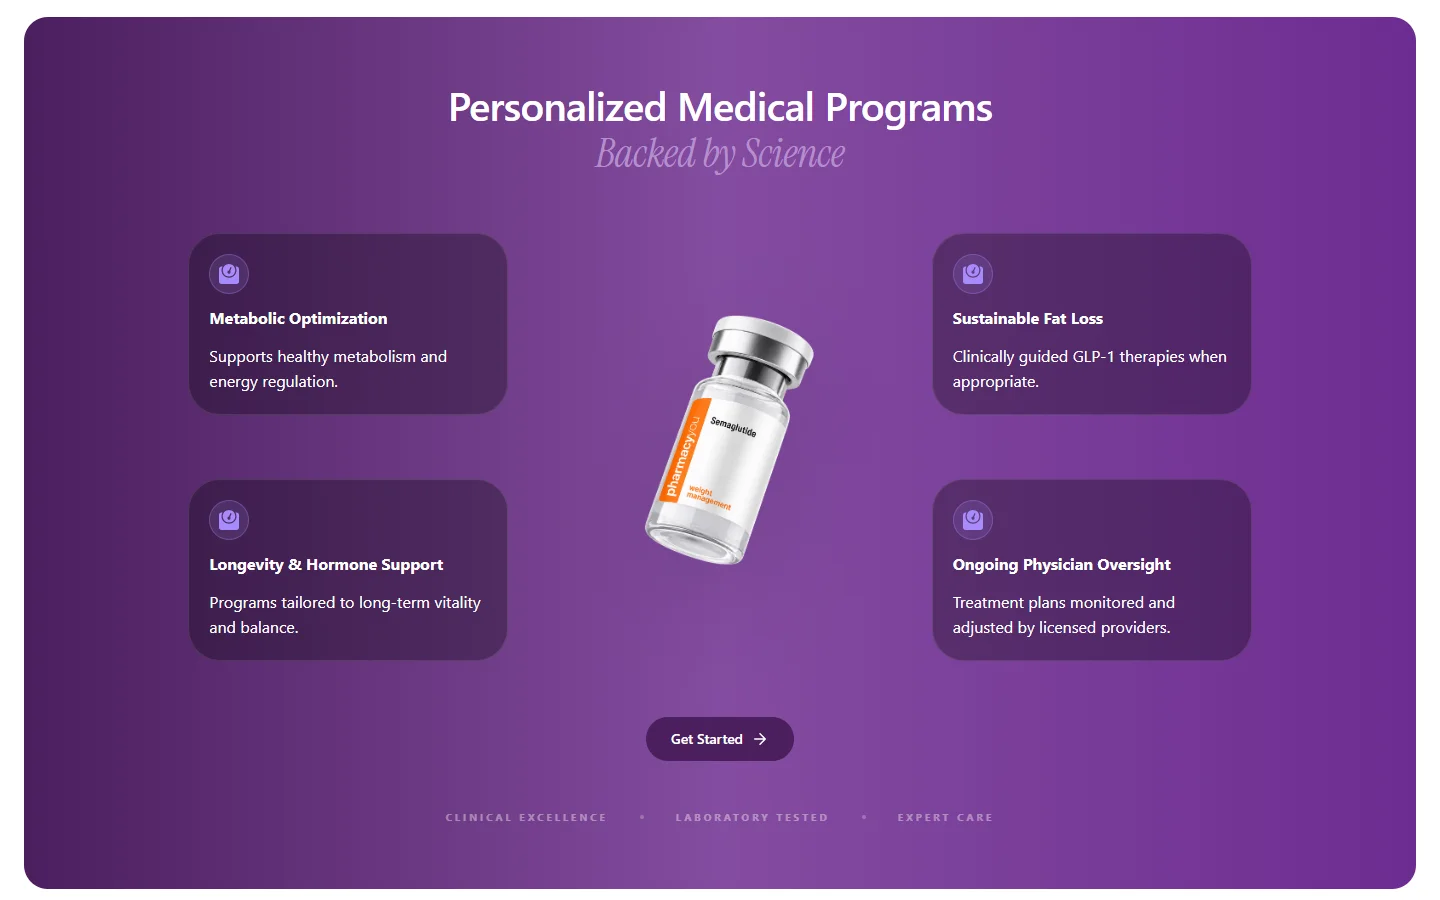 Personalized Medical Programs
Backed by Science
Metabolic Optimization
Supports healthy metabolism and
energy regulation.
Sustainable Fat Loss
Clinically guided GLP-1 therapies when
appropriate.
pharmacyyou
Semaglutide
weight
management
Longevity & Hormone Support
Programs tailored to long-term vitality
and balance.
Ongoing Physician Oversight
Treatment plans monitored and
adjusted by licensed providers.
Get Started
CLINICAL EXCELLENCE • LABORATORY TESTED • EXPERT CARE